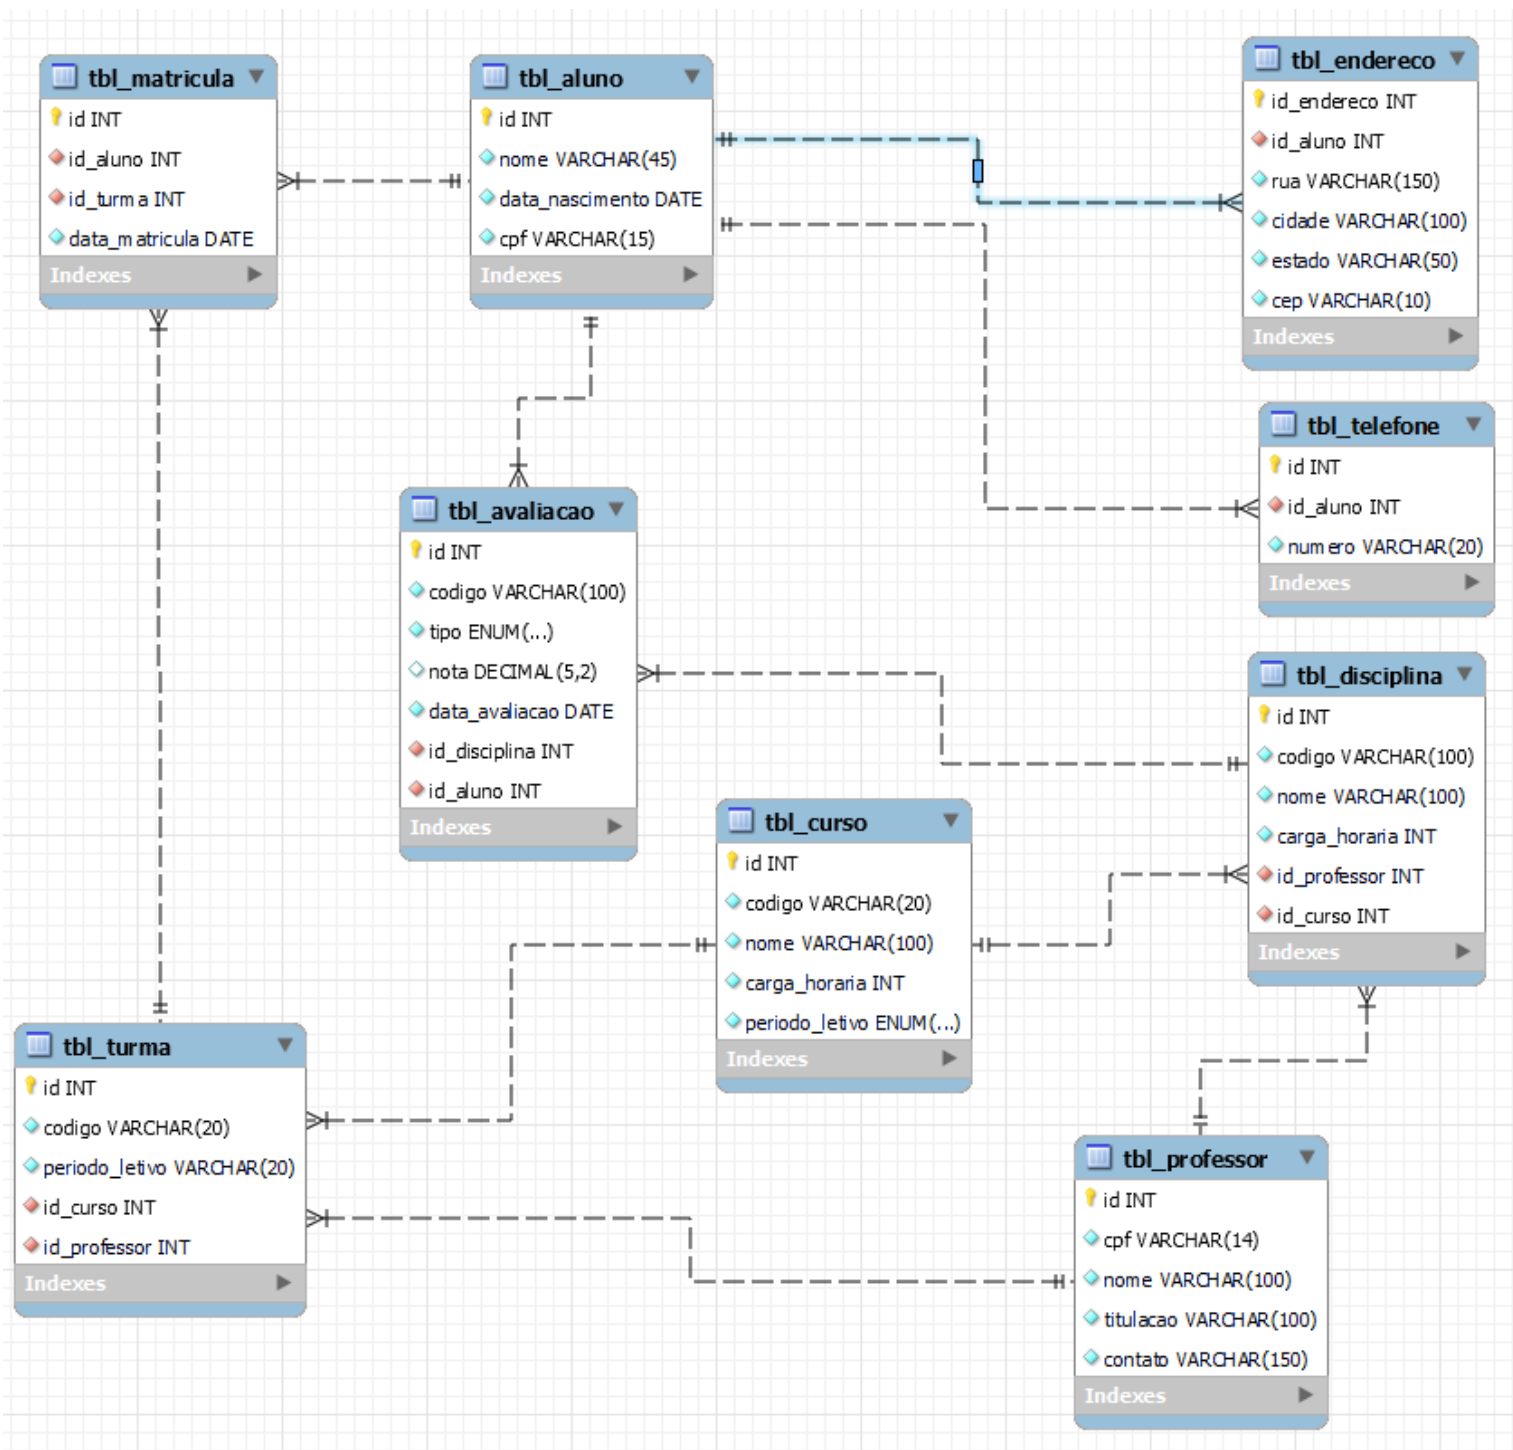 tbl_matricula
id INT
id_aluno INT
id_turma INT
data_matricula DATE
Indexes
tbl_aluno
id INT
nome VARCHAR(45)
data_nascimento DATE
cpf VARCHAR(15)
Indexes
tbl_endereco
id_endereco INT
id_aluno INT
rua VARCHAR(150)
cidade VARCHAR(100)
estado VARCHAR(50)
cep VARCHAR(10)
Indexes
tbl_telefone
id INT
id_aluno INT
numero VARCHAR(20)
Indexes
tbl_avaliacao
id INT
codigo VARCHAR(100)
tipo ENUM(...)
nota DECIMAL(5,2)
data_avaliacao DATE
id_disciplina INT
id_aluno INT
Indexes
tbl_disciplina
id INT
codigo VARCHAR(100)
nome VARCHAR(100)
carga_horaria INT
id_professor INT
id_curso INT
Indexes
tbl_curso
id INT
codigo VARCHAR(20)
nome VARCHAR(100)
carga_horaria INT
periodo_letivo ENUM(...)
Indexes
tbl_turma
id INT
codigo VARCHAR(20)
periodo_letivo VARCHAR(20)
id_curso INT
id_professor INT
Indexes
tbl_professor
id INT
cpf VARCHAR(14)
nome VARCHAR(100)
titulacao VARCHAR(100)
contato VARCHAR(150)
Indexes